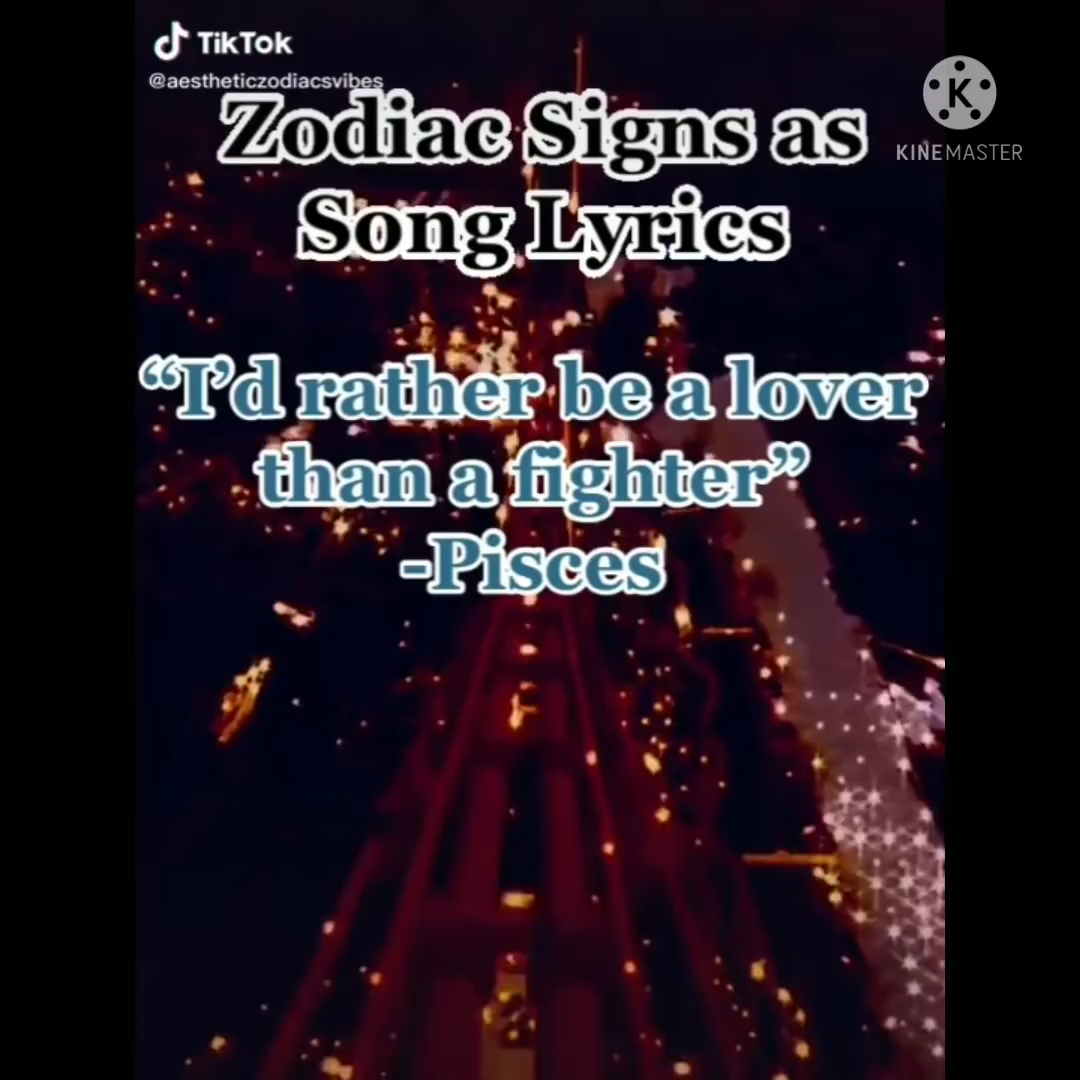 TikTok
@aestheticzodiacsvibes
K
KINEMASTER
Zodiac Signs as
Song Lyrics
“I’d rather be a lover
than a fighter”
-Pisces